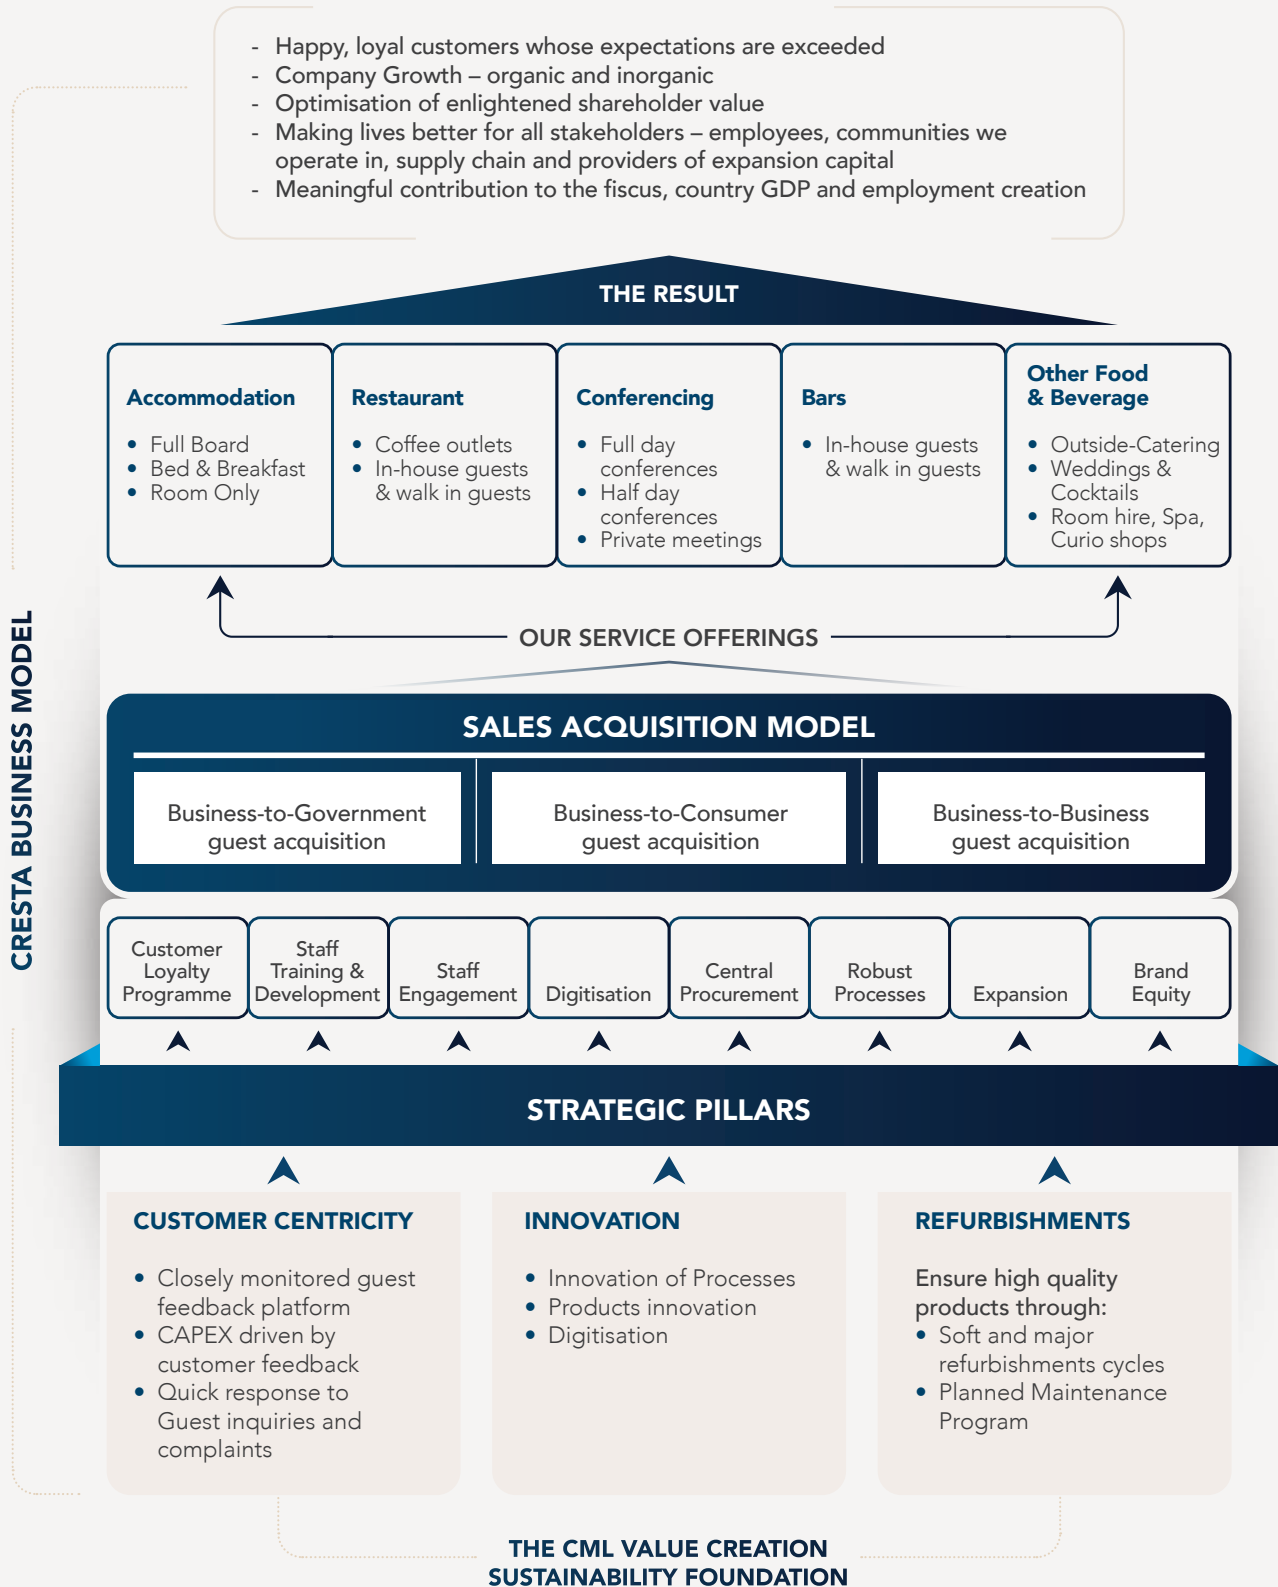 - Happy, loyal customers whose expectations are exceeded
- Company Growth – organic and inorganic
- Optimisation of enlightened shareholder value
- Making lives better for all stakeholders – employees, communities we
operate in, supply chain and providers of expansion capital
- Meaningful contribution to the fiscus, country GDP and employment creation
THE RESULT
Accommodation
• Full Board
• Bed & Breakfast
• Room Only
Restaurant
• Coffee outlets
• In-house guests
& walk in guests
Conferencing
• Full day
conferences
• Half day
conferences
• Private meetings
Bars
• In-house guests
& walk in guests
Other Food
& Beverage
• Outside-Catering
• Weddings &
Cocktails
• Room hire, Spa,
Curio shops
OUR SERVICE OFFERINGS
CRESTA BUSINESS MODEL
SALES ACQUISITION MODEL
Business-to-Government
guest acquisition
Business-to-Consumer
guest acquisition
Business-to-Business
guest acquisition
Customer
Loyalty
Programme
Staff
Training &
Development
Staff
Engagement
Digitisation
Central
Procurement
Robust
Processes
Expansion
Brand
Equity
STRATEGIC PILLARS
CUSTOMER CENTRICITY
• Closely monitored guest
feedback platform
• CAPEX driven by
customer feedback
• Quick response to
Guest inquiries and
complaints
INNOVATION
• Innovation of Processes
• Products innovation
• Digitisation
REFURBISHMENTS
Ensure high quality
products through:
• Soft and major
refurbishments cycles
• Planned Maintenance
Program
THE CML VALUE CREATION
SUSTAINABILITY FOUNDATION